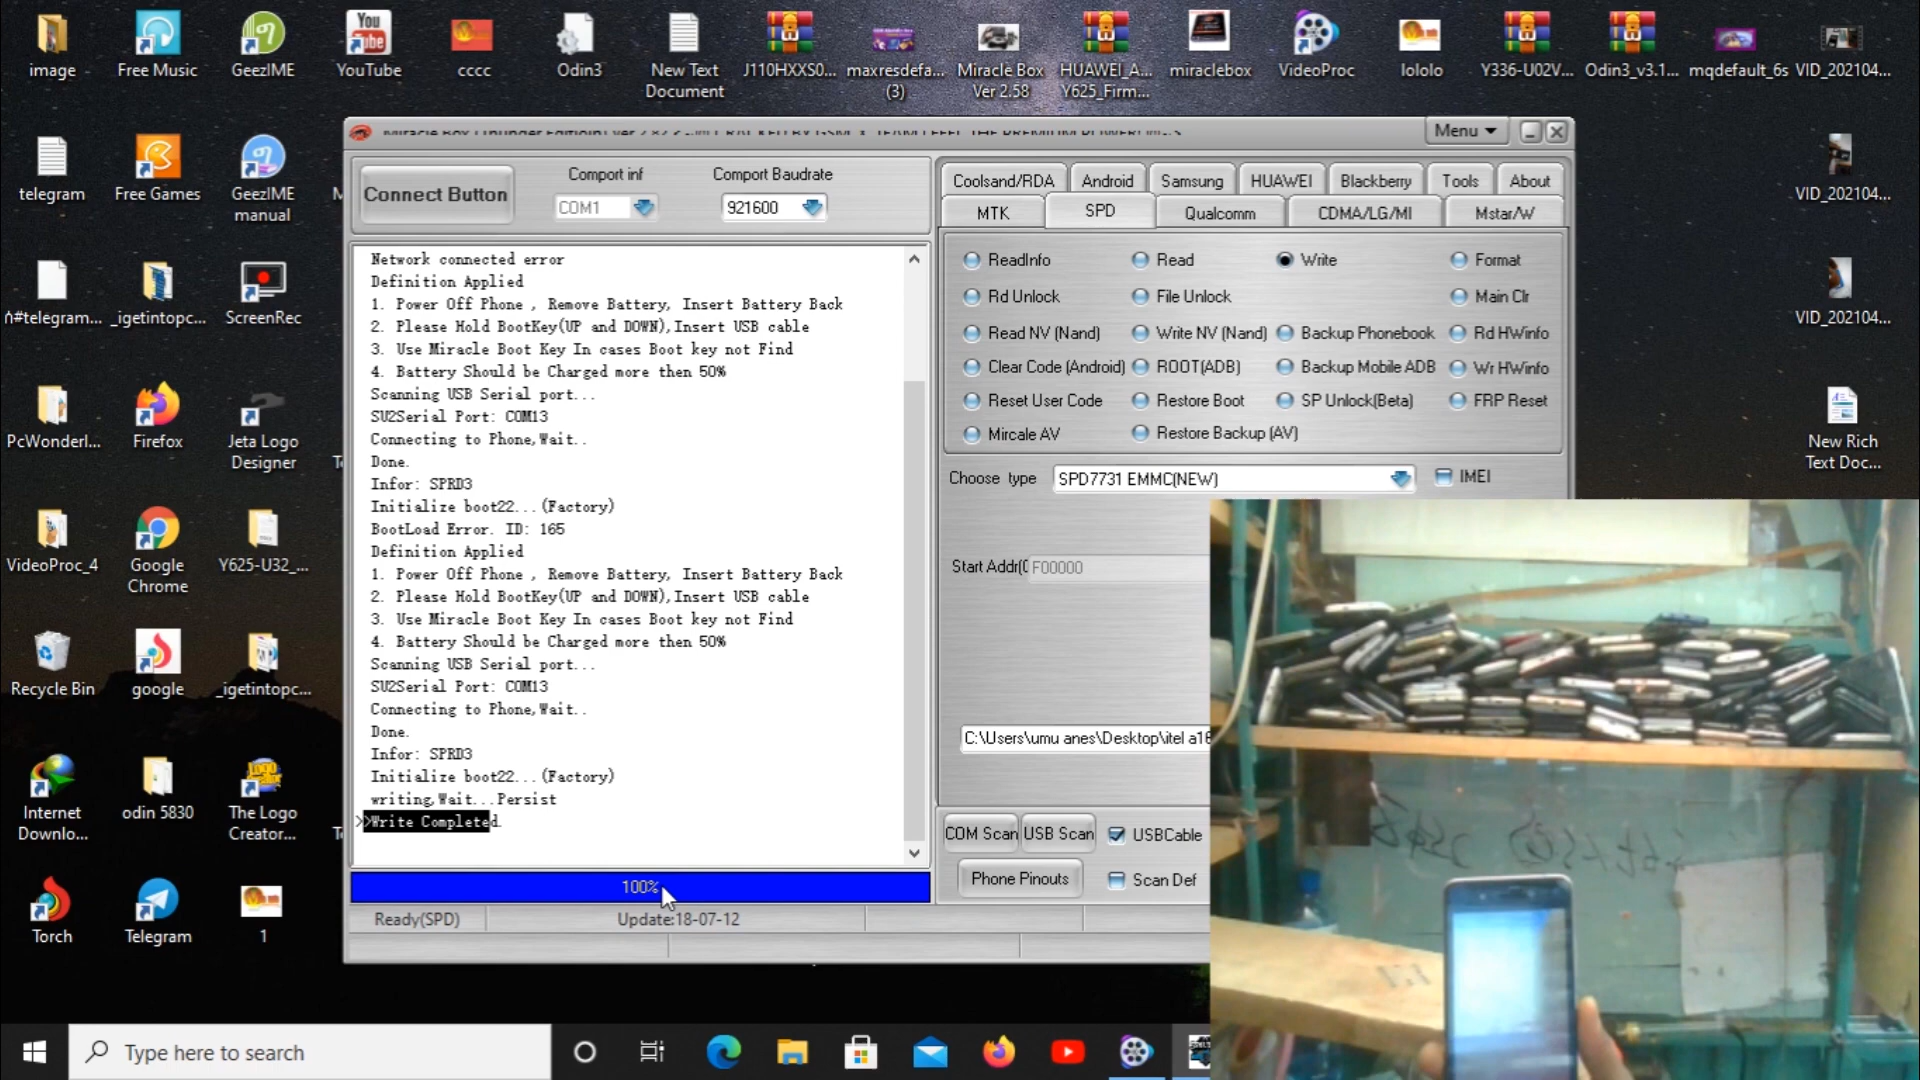 image
Free Music
GeezIME
YouTube
cccc
Odin3
New Text
Document
J110HXXS0...
maxresdefa...
(3)
Miracle Box
Ver 2.58
HUAWEI_A...
Y625_Firm...
miraclebox
VideoProc
lololo
Y336-U02V...
Odin3_v3.1...
mqdefault_6s
VID_202104...
telegram
Free Games
GeezIME
manual
VID_202104...
#telegram...
_igetintopc...
ScreenRec
VID_202104...
PcWonderl...
Firefox
Jeta Logo
Designer
New Rich
Text Doc...
VideoProc_4
Google
Chrome
Y625-U32_...
Recycle Bin
google
_igetintopc...
Internet
Downlo...
odin 5830
The Logo
Creator...
Torch
Telegram
1
Menu
Connect Button
Comport inf
COM1
Comport Baudrate
921600
Network connected error
Definition Applied
1. Power Off Phone , Remove Battery, Insert Battery Back
2. Please Hold BootKey(UP and DOWN),Insert USB cable
3. Use Miracle Boot Key In cases Boot key not Find
4. Battery Should be Charged more then 50%
Scanning USB Serial port...
SU2Serial Port: COM13
Connecting to Phone,Wait..
Done.
Infor: SPRD3
Initialize boot22...(Factory)
BootLoad Error. ID: 165
Definition Applied
1. Power Off Phone , Remove Battery, Insert Battery Back
2. Please Hold BootKey(UP and DOWN),Insert USB cable
3. Use Miracle Boot Key In cases Boot key not Find
4. Battery Should be Charged more then 50%
Scanning USB Serial port...
SU2Serial Port: COM13
Connecting to Phone,Wait..
Done.
Infor: SPRD3
Initialize boot22...(Factory)
writing,Wait...Persist
>>Write Completed.
100%
Ready(SPD)
Update:18-07-12
Coolsand/RDA
Android
Samsung
HUAWEI
Blackberry
Tools
About
MTK
SPD
Qualcomm
CDMA/LG/MI
Mstar/W
ReadInfo
Read
Write
Format
Rd Unlock
File Unlock
Main Clr
Read NV (Nand)
Write NV (Nand)
Backup Phonebook
Rd HWinfo
Clear Code (Android)
ROOT(ADB)
Backup Mobile ADB
Wr HWinfo
Reset User Code
Restore Boot
SP Unlock(Beta)
FRP Reset
Mircale AV
Restore Backup (AV)
Choose type
SPD7731 EMMC(NEW)
IMEI
Start Addr(
F00000
C:\Users\umu anes\Desktop\itel a16
COM Scan
USB Scan
USBCable
Phone Pinouts
Scan Def
Type here to search